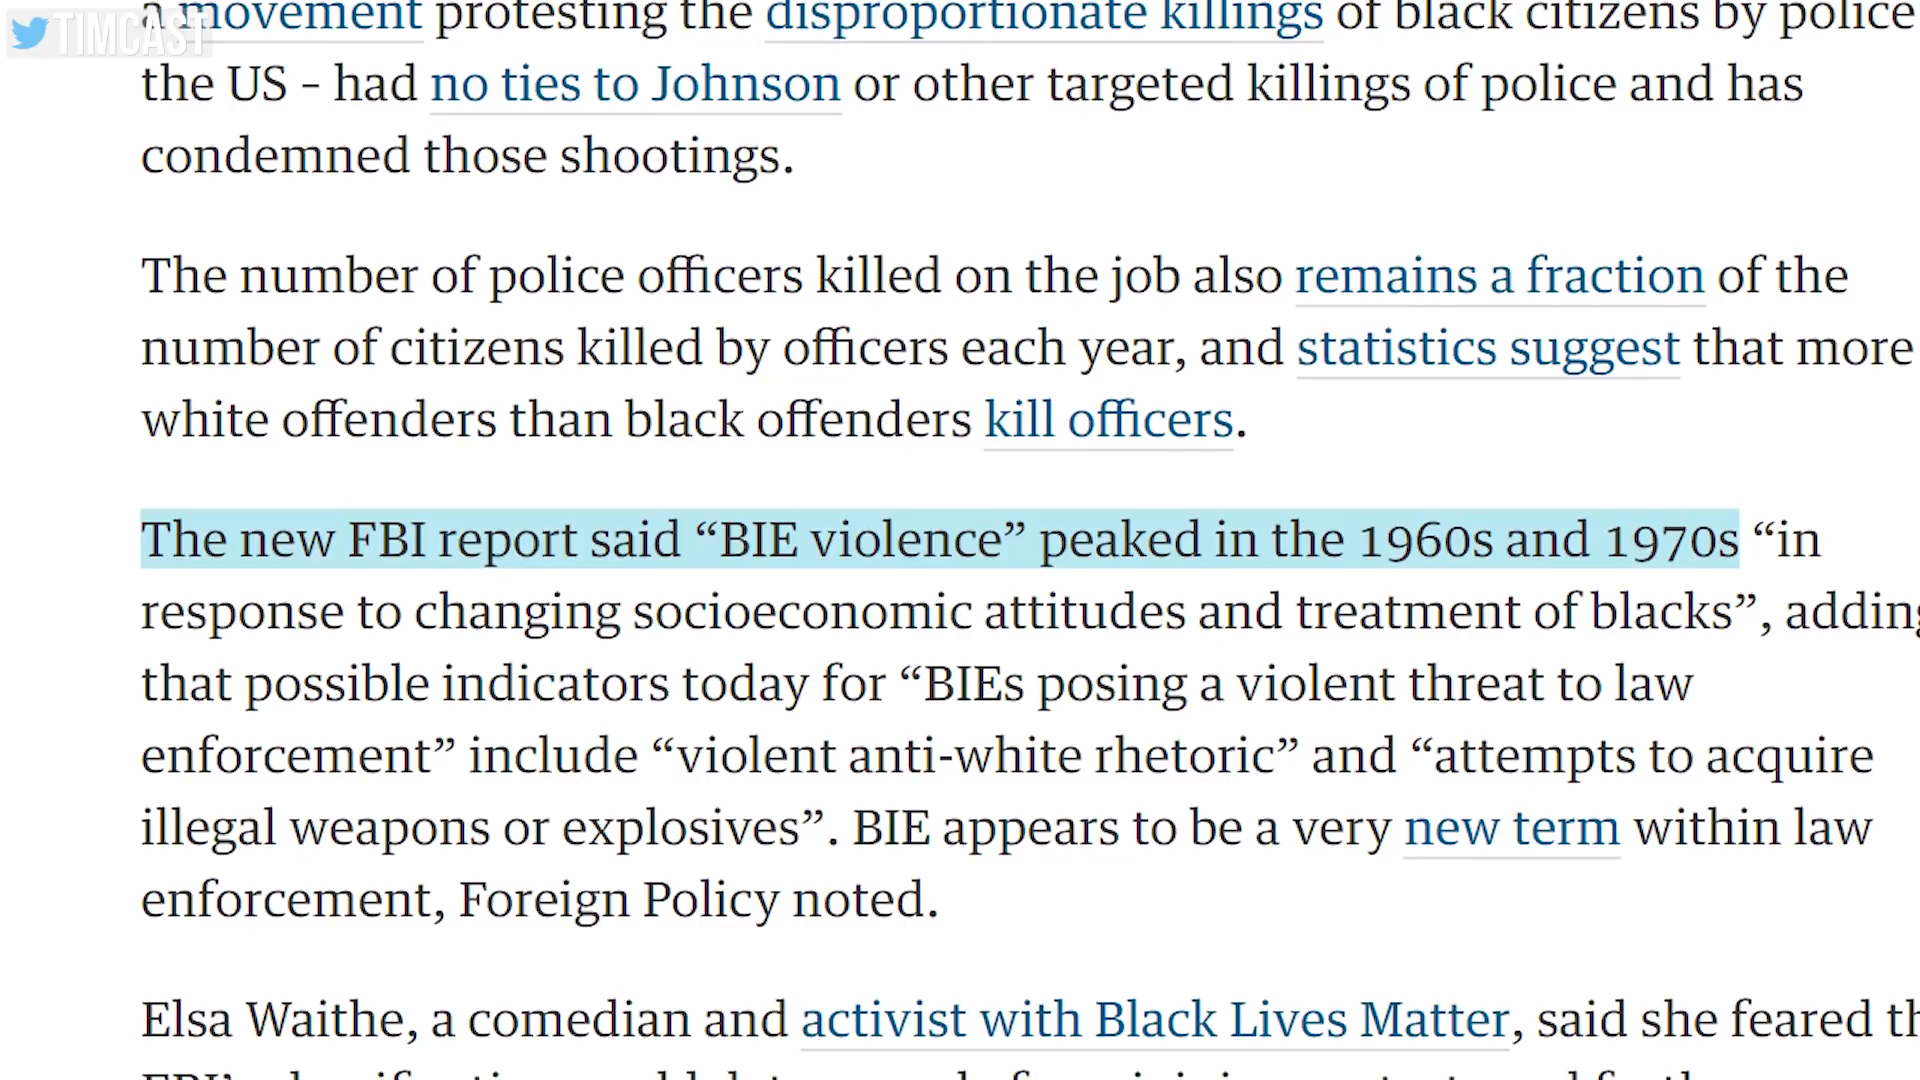 TIMCAST
a movement protesting the disproportionate killings of black citizens by police
the US – had no ties to Johnson or other targeted killings of police and has
condemned those shootings.
The number of police officers killed on the job also remains a fraction of the
number of citizens killed by officers each year, and statistics suggest that more
white offenders than black offenders kill officers.
The new FBI report said “BIE violence” peaked in the 1960s and 1970s “in
response to changing socioeconomic attitudes and treatment of blacks”, adding
that possible indicators today for “BIEs posing a violent threat to law
enforcement” include “violent anti-white rhetoric” and “attempts to acquire
illegal weapons or explosives”. BIE appears to be a very new term within law
enforcement, Foreign Policy noted.
Elsa Waithe, a comedian and activist with Black Lives Matter, said she feared